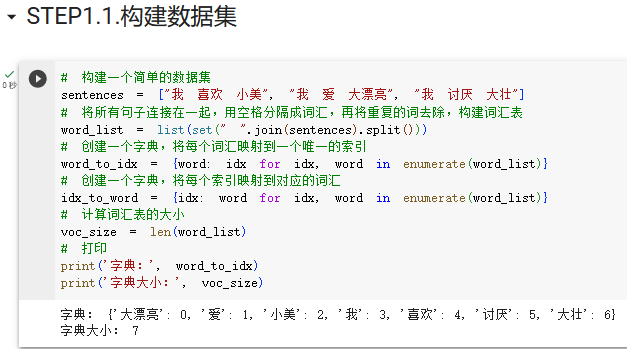 STEP1.1.构建数据集
0 秒
# 构建一个简单的数据集
sentences = ["我 喜欢 小美", "我 爱 大漂亮", "我 讨厌 大壮"]
# 将所有句子连接在一起，用空格分隔成词汇，再将重复的词去除，构建词汇表
word_list = list(set(" ".join(sentences).split()))
# 创建一个字典，将每个词汇映射到一个唯一的索引
word_to_idx = {word: idx for idx, word in enumerate(word_list)}
# 创建一个字典，将每个索引映射到对应的词汇
idx_to_word = {idx: word for idx, word in enumerate(word_list)}
# 计算词汇表的大小
voc_size = len(word_list)
# 打印
print('字典：', word_to_idx)
print('字典大小：', voc_size)
字典： {'大漂亮': 0, '爱': 1, '小美': 2, '我': 3, '喜欢': 4, '讨厌': 5, '大壮': 6}
字典大小： 7